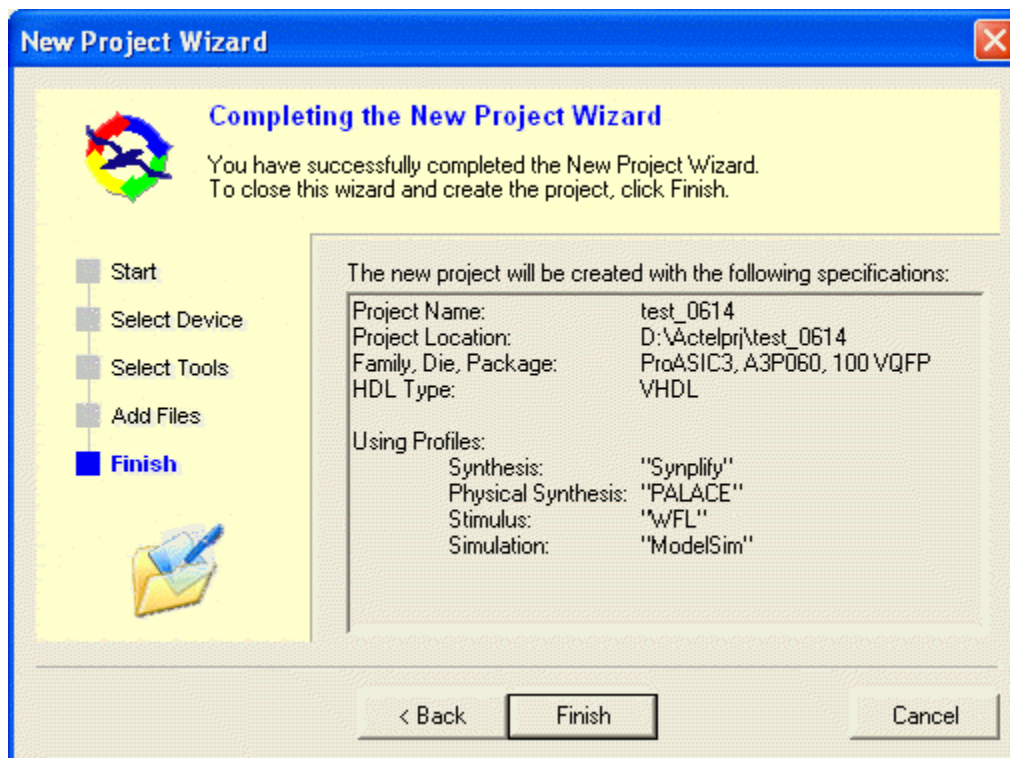 New Project Wizard
Completing the New Project Wizard
You have successfully completed the New Project Wizard.
To close this wizard and create the project, click Finish.
Start
Select Device
Select Tools
Add Files
Finish
The new project will be created with the following specifications:
Project Name: test_0614
Project Location: D:\Actelprj\test_0614
Family, Die, Package: ProASIC3, A3P060, 100 VQFP
HDL Type: VHDL
Using Profiles:
Synthesis: "Synplify"
Physical Synthesis: "PALACE"
Stimulus: "WFL"
Simulation: "ModelSim"
< Back Finish Cancel